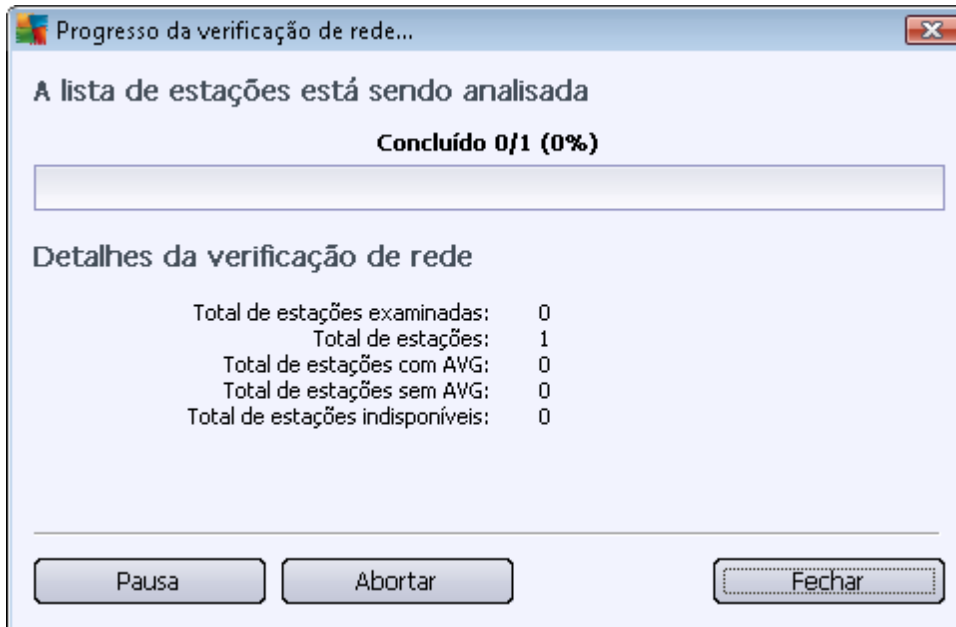 Progresso da verificação de rede...
A lista de estações está sendo analisada
Concluído 0/1 (0%)
Detalhes da verificação de rede
Total de estações examinadas: 0
Total de estações: 1
Total de estações com AVG: 0
Total de estações sem AVG: 0
Total de estações indisponíveis: 0
Pausa Abortar Fechar